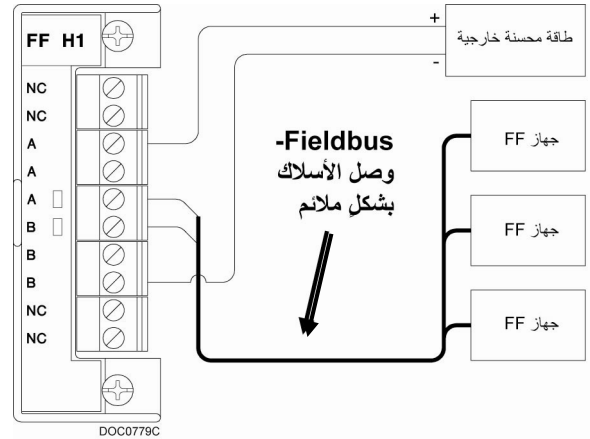 FF H1
NC
NC
A
A
A
B
B
B
NC
NC
DOC0779C
+
-
طاقة محسنة خارجية
Fieldbus-
وصل الأسلاك
بشكلٍ ملائم
جهاز FF
جهاز FF
جهاز FF